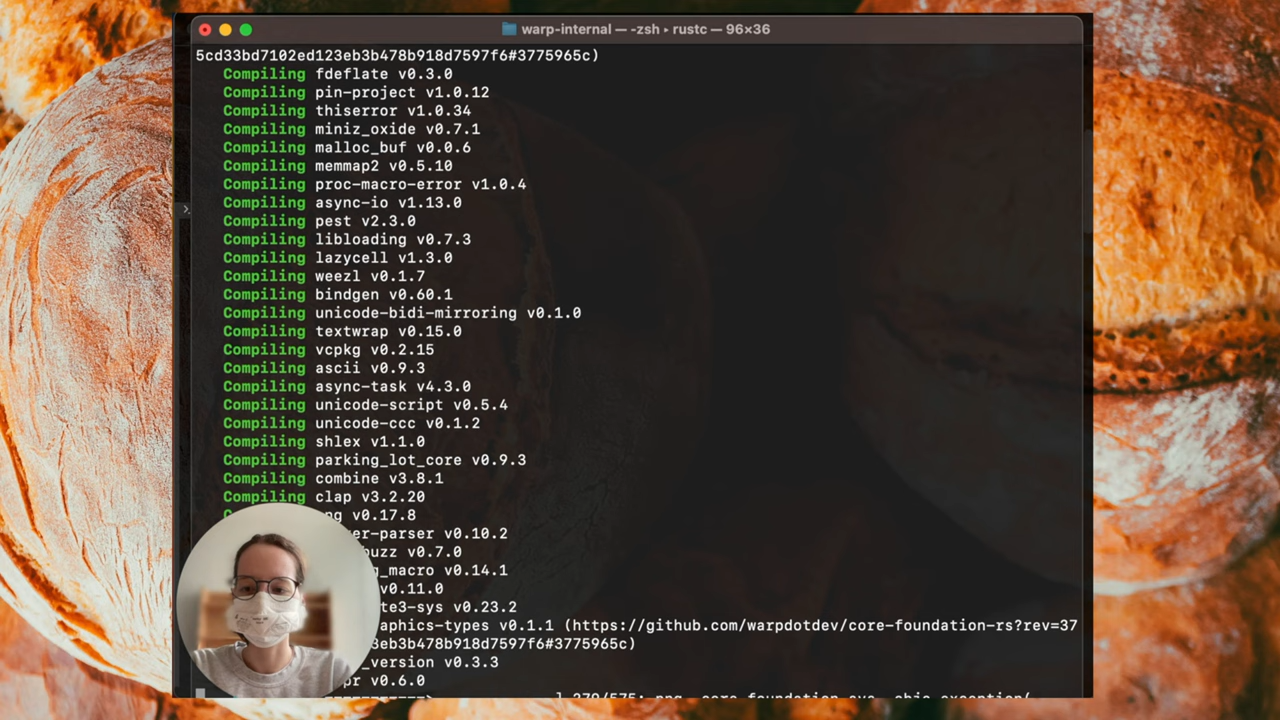 warp-internal — -zsh ▸ rustc — 96×36
5cd33bd7102ed123eb3b478b918d7597f6#3775965c)
Compiling fdeflate v0.3.0
Compiling pin-project v1.0.12
Compiling thiserror v1.0.34
Compiling miniz_oxide v0.7.1
Compiling malloc_buf v0.0.6
Compiling memmap2 v0.5.10
Compiling proc-macro-error v1.0.4
Compiling async-io v1.13.0
Compiling pest v2.3.0
Compiling libloading v0.7.3
Compiling lazycell v1.3.0
Compiling weezl v0.1.7
Compiling bindgen v0.60.1
Compiling unicode-bidi-mirroring v0.1.0
Compiling textwrap v0.15.0
Compiling vcpkg v0.2.15
Compiling ascii v0.9.3
Compiling async-task v4.3.0
Compiling unicode-script v0.5.4
Compiling unicode-ccc v0.1.2
Compiling shlex v1.1.0
Compiling parking_lot_core v0.9.3
Compiling combine v3.8.1
Compiling clap v3.2.20
ng v0.17.8
er-parser v0.10.2
buzz v0.7.0
g_macro v0.14.1
v0.11.0
te3-sys v0.23.2
aphics-types v0.1.1 (https://github.com/warpdotdev/core-foundation-rs?rev=37
3eb3b478b918d7597f6#3775965c)
_version v0.3.3
pr v0.6.0